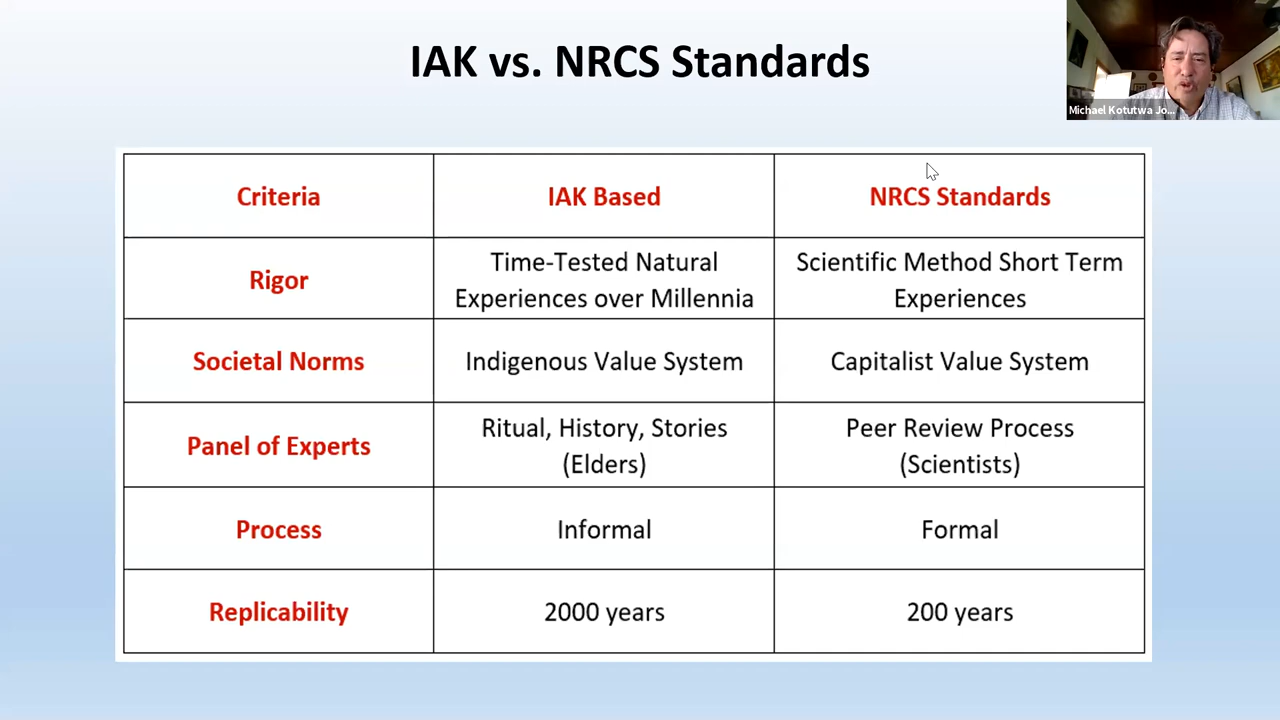 IAK vs. NRCS Standards
Michael Kotutwa Jo...
Criteria
IAK Based
NRCS Standards
Rigor
Time-Tested Natural
Experiences over Millennia
Scientific Method Short Term
Experiences
Societal Norms
Indigenous Value System
Capitalist Value System
Panel of Experts
Ritual, History, Stories
(Elders)
Peer Review Process
(Scientists)
Process
Informal
Formal
Replicability
2000 years
200 years